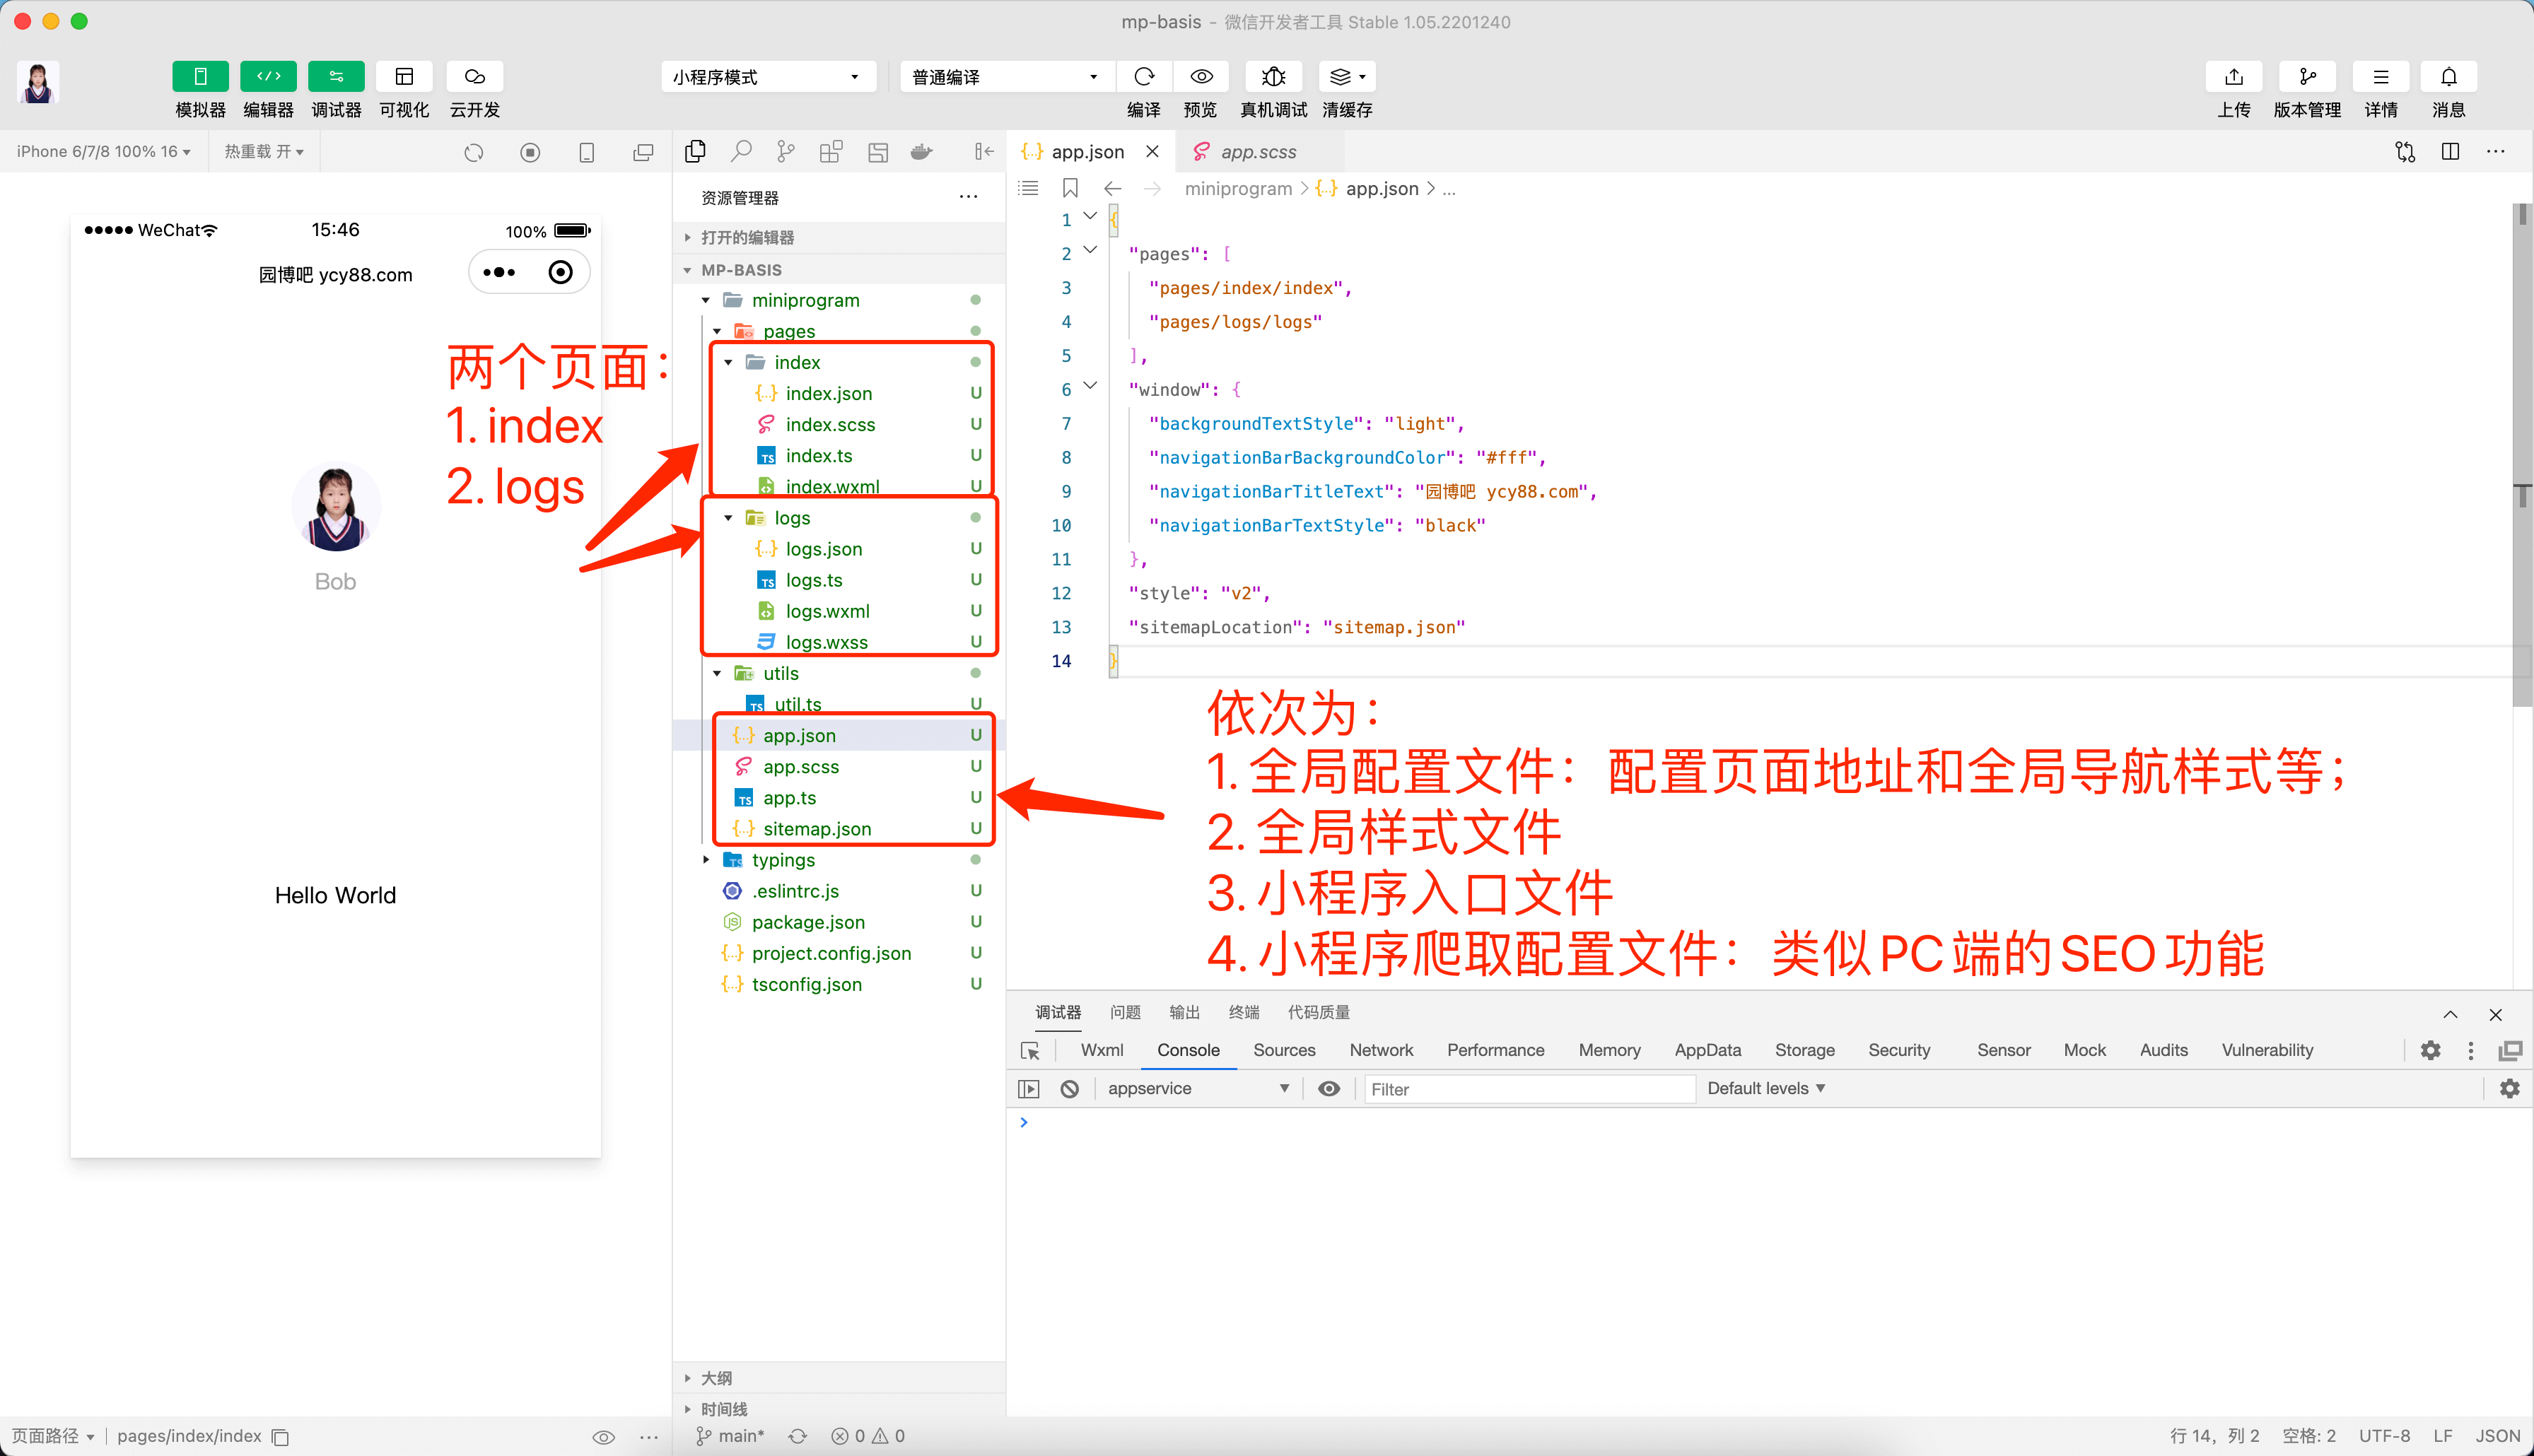 mp-basis - 微信开发者工具 Stable 1.05.2201240
模拟器 编辑器 调试器 可视化 云开发
小程序模式 普通编译
编译 预览 真机调试 清缓存
上传 版本管理 详情 消息
iPhone 6/7/8 100% 16 热重载 开
WeChat 15:46 100%
园博吧 ycy88.com
Bob
Hello World
两个页面：
1. index
2. logs
页面路径 pages/index/index
资源管理器
打开的编辑器
MP-BASIS
miniprogram
pages
index
index.json U
index.scss U
index.ts U
index.wxml U
logs
logs.json U
logs.ts U
logs.wxml U
logs.wxss U
utils
util.ts U
app.json U
app.scss U
app.ts U
sitemap.json U
typings
.eslintrc.js U
package.json U
project.config.json U
tsconfig.json U
大纲
时间线
main* 0 0
app.json app.scss
miniprogram > {..} app.json > ...
1 {
2 "pages": [
3 "pages/index/index",
4 "pages/logs/logs"
5 ],
6 "window": {
7 "backgroundTextStyle": "light",
8 "navigationBarBackgroundColor": "#fff",
9 "navigationBarTitleText": "园博吧 ycy88.com",
10 "navigationBarTextStyle": "black"
11 },
12 "style": "v2",
13 "sitemapLocation": "sitemap.json"
14 }
依次为：
1. 全局配置文件：配置页面地址和全局导航样式等；
2. 全局样式文件
3. 小程序入口文件
4. 小程序爬取配置文件：类似PC端的SEO功能
调试器 问题 输出 终端 代码质量
Wxml Console Sources Network Performance Memory AppData Storage Security Sensor Mock Audits Vulnerability
appservice Filter Default levels
行 14，列 2 空格: 2 UTF-8 LF JSON